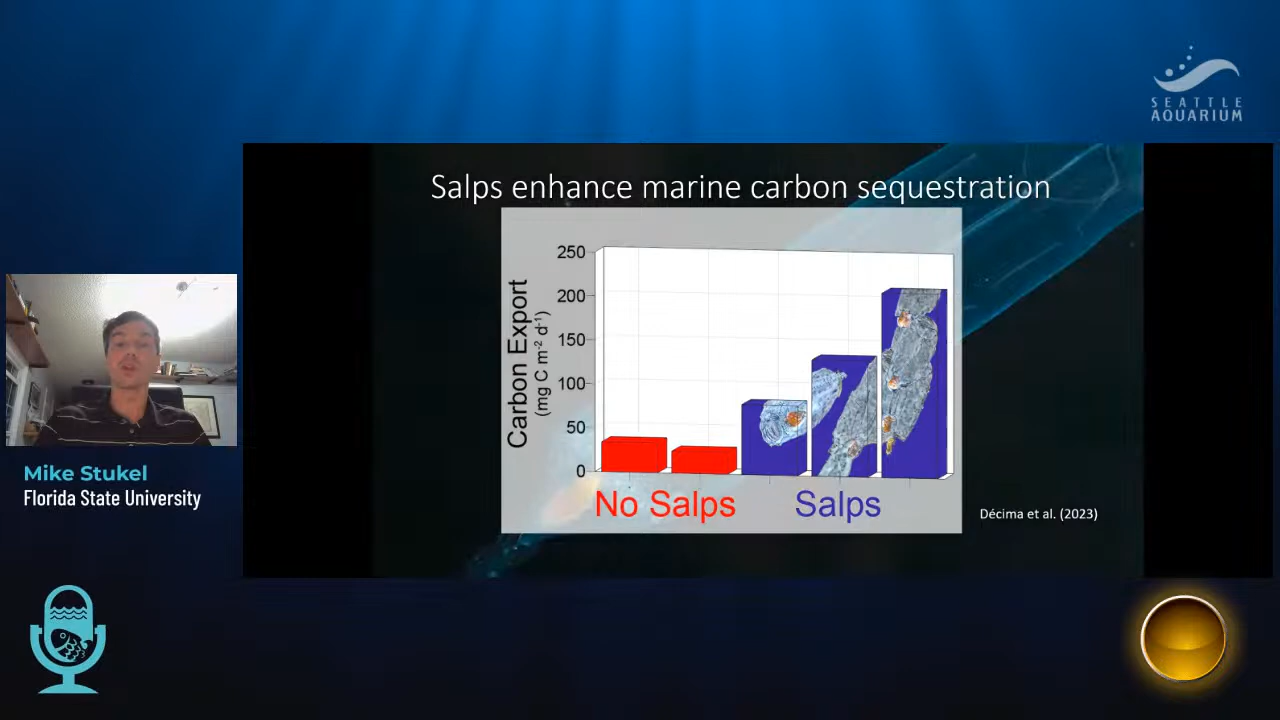 SEATTLE
AQUARIUM
Salps enhance marine carbon sequestration
Carbon Export
(mg C m-2 d-1)
250
200
150
100
50
0
No Salps
Salps
Décima et al. (2023)
Mike Stukel
Florida State University